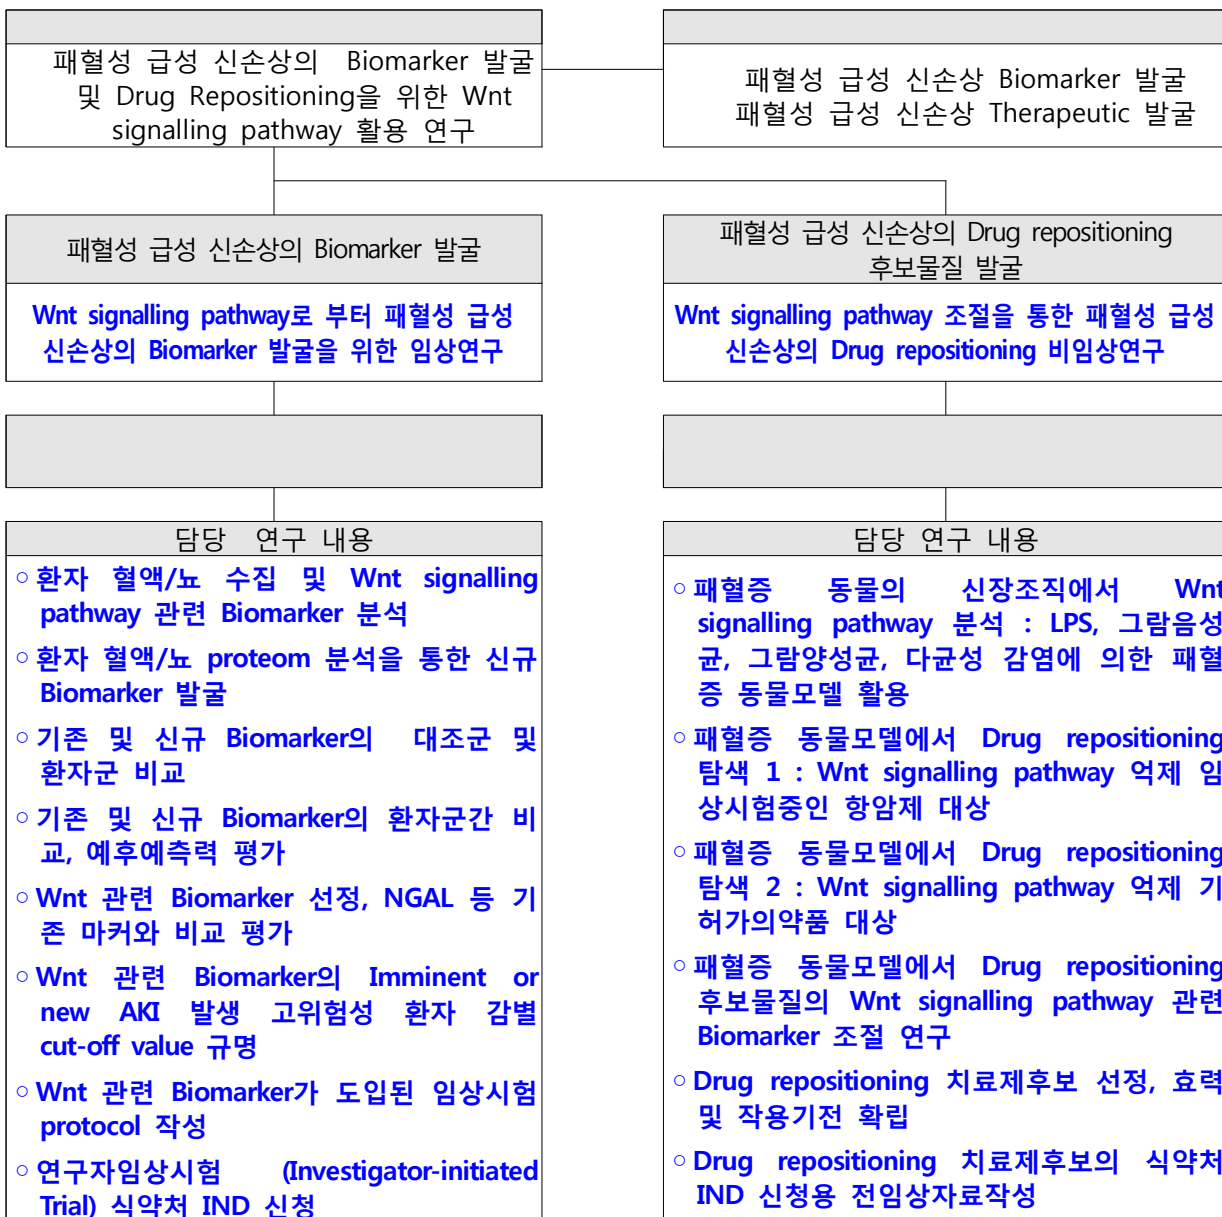 패혈성 급성 신손상의 Biomarker 발굴
및 Drug Repositioning을 위한 Wnt
signalling pathway 활용 연구
패혈성 급성 신손상 Biomarker 발굴
패혈성 급성 신손상 Therapeutic 발굴
패혈성 급성 신손상의 Biomarker 발굴
Wnt signalling pathway로 부터 패혈성 급성
신손상의 Biomarker 발굴을 위한 임상연구
패혈성 급성 신손상의 Drug repositioning
후보물질 발굴
Wnt signalling pathway 조절을 통한 패혈성 급성
신손상의 Drug repositioning 비임상연구
담당 연구 내용
○ 환자 혈액/뇨 수집 및 Wnt signalling
pathway 관련 Biomarker 분석
○ 환자 혈액/뇨 proteom 분석을 통한 신규
Biomarker 발굴
○ 기존 및 신규 Biomarker의 대조군 및
환자군 비교
○ 기존 및 신규 Biomarker의 환자군간 비
교, 예후예측력 평가
○ Wnt 관련 Biomarker 선정, NGAL 등 기
존 마커와 비교 평가
○ Wnt 관련 Biomarker의 Imminent or
new AKI 발생 고위험성 환자 감별
cut-off value 규명
○ Wnt 관련 Biomarker가 도입된 임상시험
protocol 작성
○ 연구자임상시험 (Investigator-initiated
Trial) 식약처 IND 신청
담당 연구 내용
○ 패혈증 동물의 신장조직에서 Wnt
signalling pathway 분석 : LPS, 그람음성
균, 그람양성균, 다균성 감염에 의한 패혈
증 동물모델 활용
○ 패혈증 동물모델에서 Drug repositioning
탐색 1 : Wnt signalling pathway 억제 임
상시험중인 항암제 대상
○ 패혈증 동물모델에서 Drug repositioning
탐색 2 : Wnt signalling pathway 억제 기
허가의약품 대상
○ 패혈증 동물모델에서 Drug repositioning
후보물질의 Wnt signalling pathway 관련
Biomarker 조절 연구
○ Drug repositioning 치료제후보 선정, 효력
및 작용기전 확립
○ Drug repositioning 치료제후보의 식약처
IND 신청용 전임상자료작성